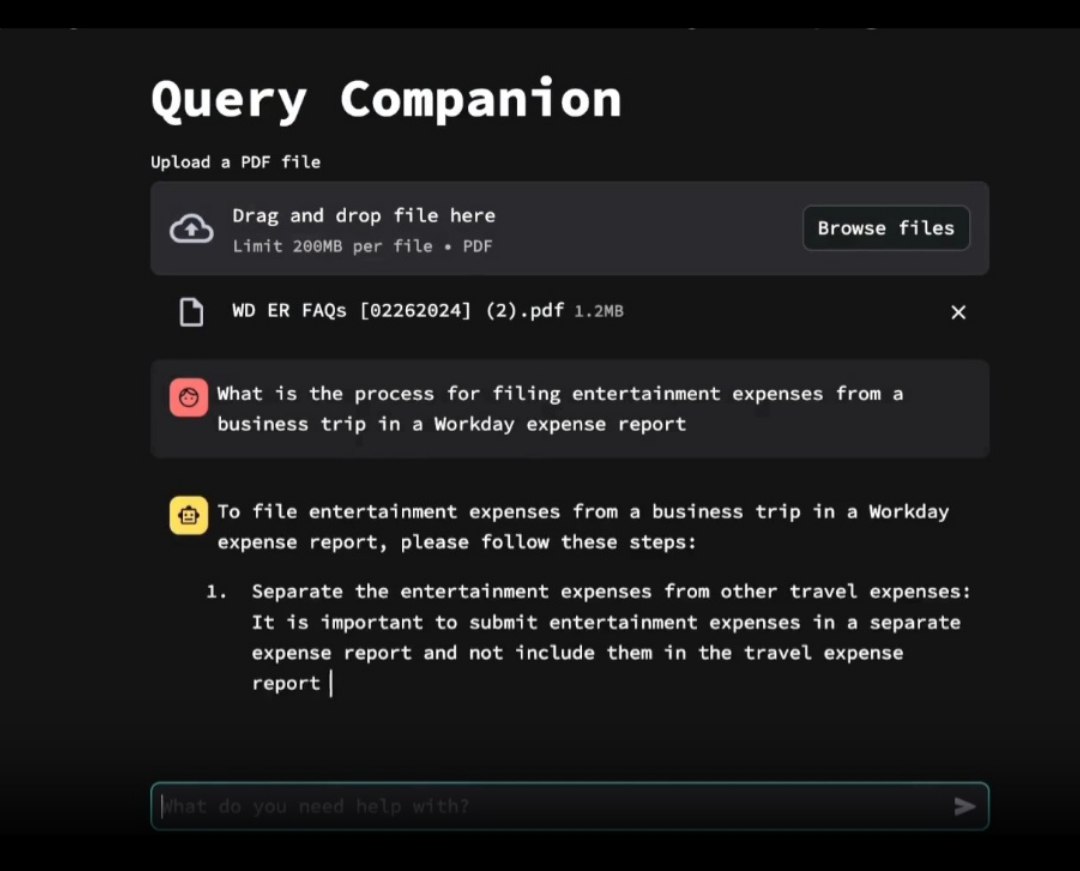 Query Companion
Upload a PDF file
Drag and drop file here
Limit 200MB per file • PDF
Browse files
WD ER FAQs [02262024] (2).pdf 1.2MB
What is the process for filing entertainment expenses from a
business trip in a Workday expense report
To file entertainment expenses from a business trip in a Workday
expense report, please follow these steps:
1. Separate the entertainment expenses from other travel expenses:
It is important to submit entertainment expenses in a separate
expense report and not include them in the travel expense
report
What do you need help with?